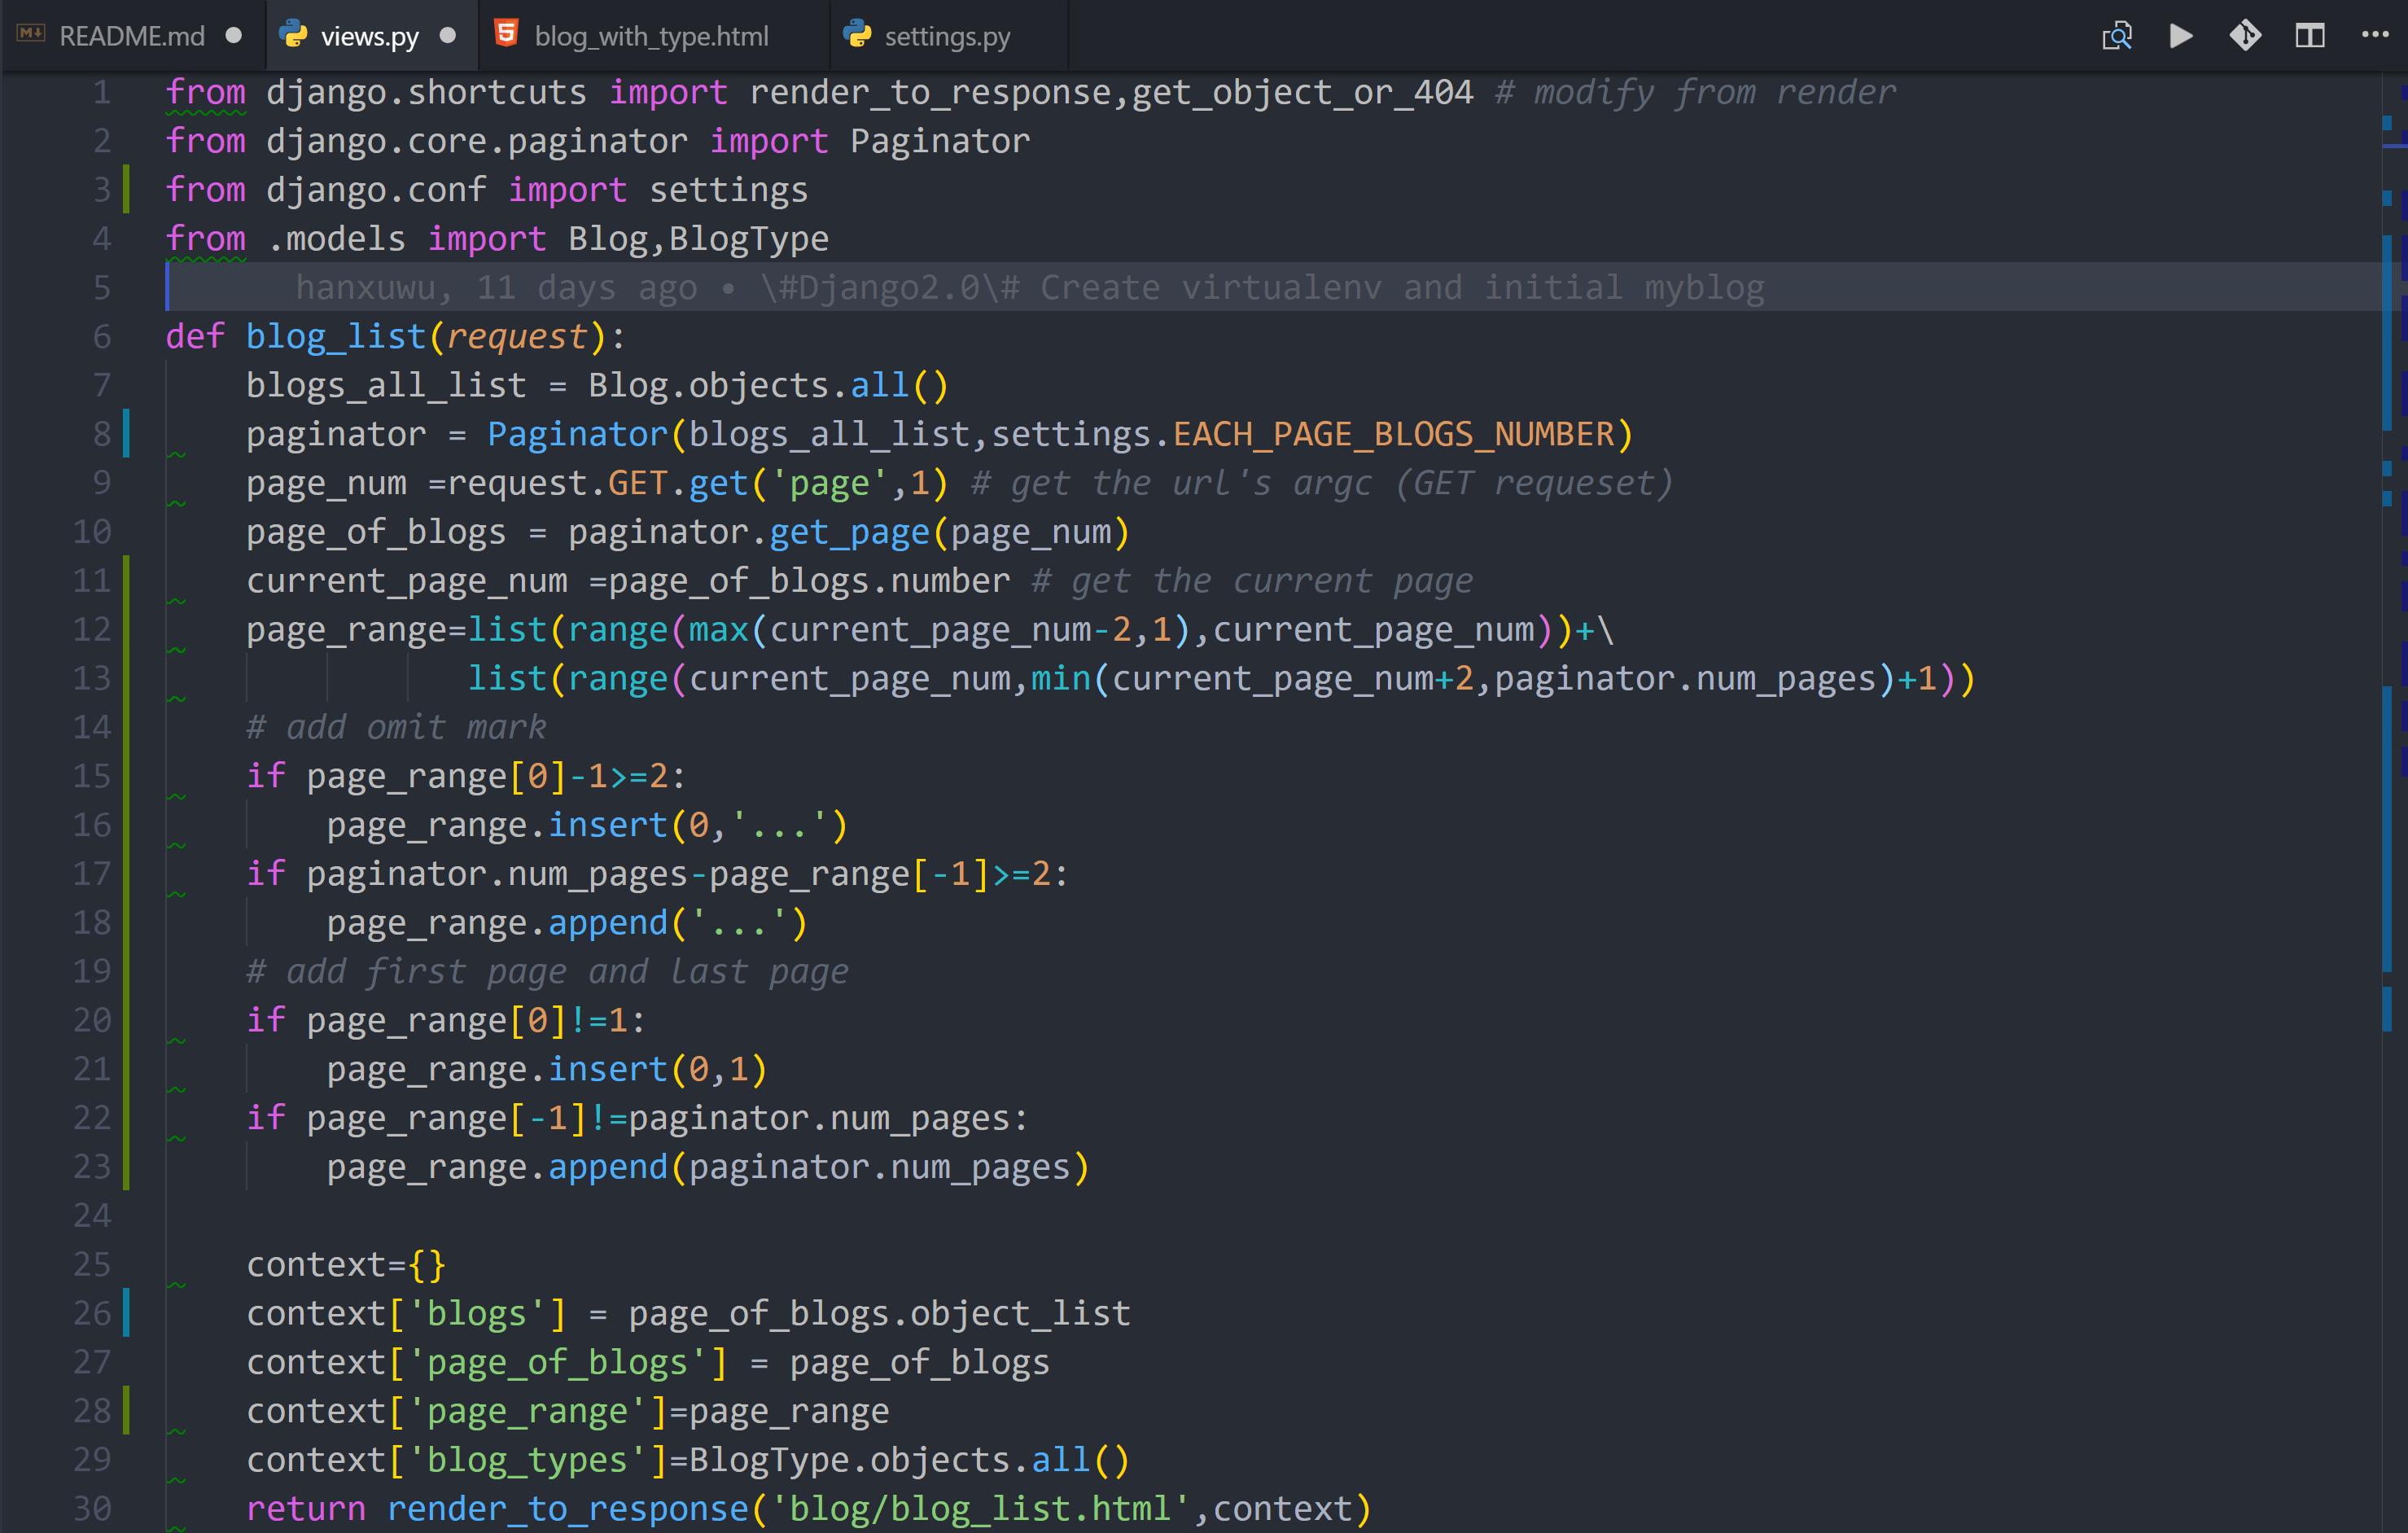 README.md views.py blog_with_type.html settings.py
1 from django.shortcuts import render_to_response,get_object_or_404 # modify from render
2 from django.core.paginator import Paginator
3 from django.conf import settings
4 from .models import Blog,BlogType
5 hanxuwu, 11 days ago • \#Django2.0\# Create virtualenv and initial myblog
6 def blog_list(request):
7     blogs_all_list = Blog.objects.all()
8     paginator = Paginator(blogs_all_list,settings.EACH_PAGE_BLOGS_NUMBER)
9     page_num =request.GET.get('page',1) # get the url's argc (GET requeset)
10     page_of_blogs = paginator.get_page(page_num)
11     current_page_num =page_of_blogs.number # get the current page
12     page_range=list(range(max(current_page_num-2,1),current_page_num))+\
13                list(range(current_page_num,min(current_page_num+2,paginator.num_pages)+1))
14     # add omit mark
15     if page_range[0]-1>=2:
16         page_range.insert(0,'...')
17     if paginator.num_pages-page_range[-1]>=2:
18         page_range.append('...')
19     # add first page and last page
20     if page_range[0]!=1:
21         page_range.insert(0,1)
22     if page_range[-1]!=paginator.num_pages:
23         page_range.append(paginator.num_pages)
24
25     context={}
26     context['blogs'] = page_of_blogs.object_list
27     context['page_of_blogs'] = page_of_blogs
28     context['page_range']=page_range
29     context['blog_types']=BlogType.objects.all()
30     return render_to_response('blog/blog_list.html',context)